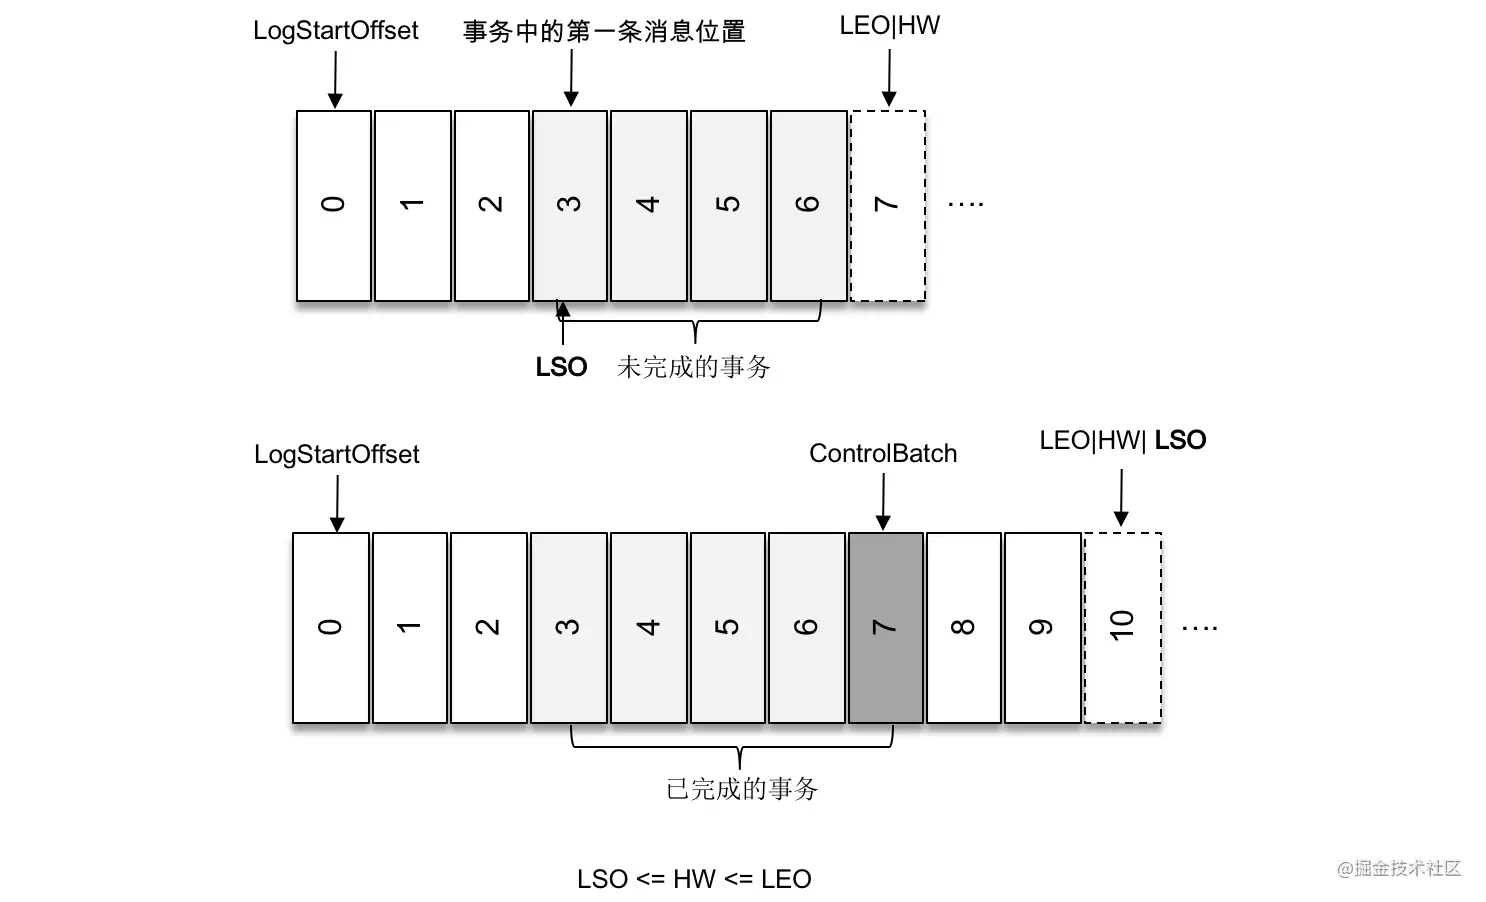 LogStartOffset 事务中的第一条消息位置 LEO|HW
0 1 2 3 4 5 6 7 ....
LSO 未完成的事务
LogStartOffset ControlBatch LEO|HW| LSO
0 1 2 3 4 5 6 7 8 9 10 ....
已完成的事务
LSO <= HW <= LEO
@掘金技术社区